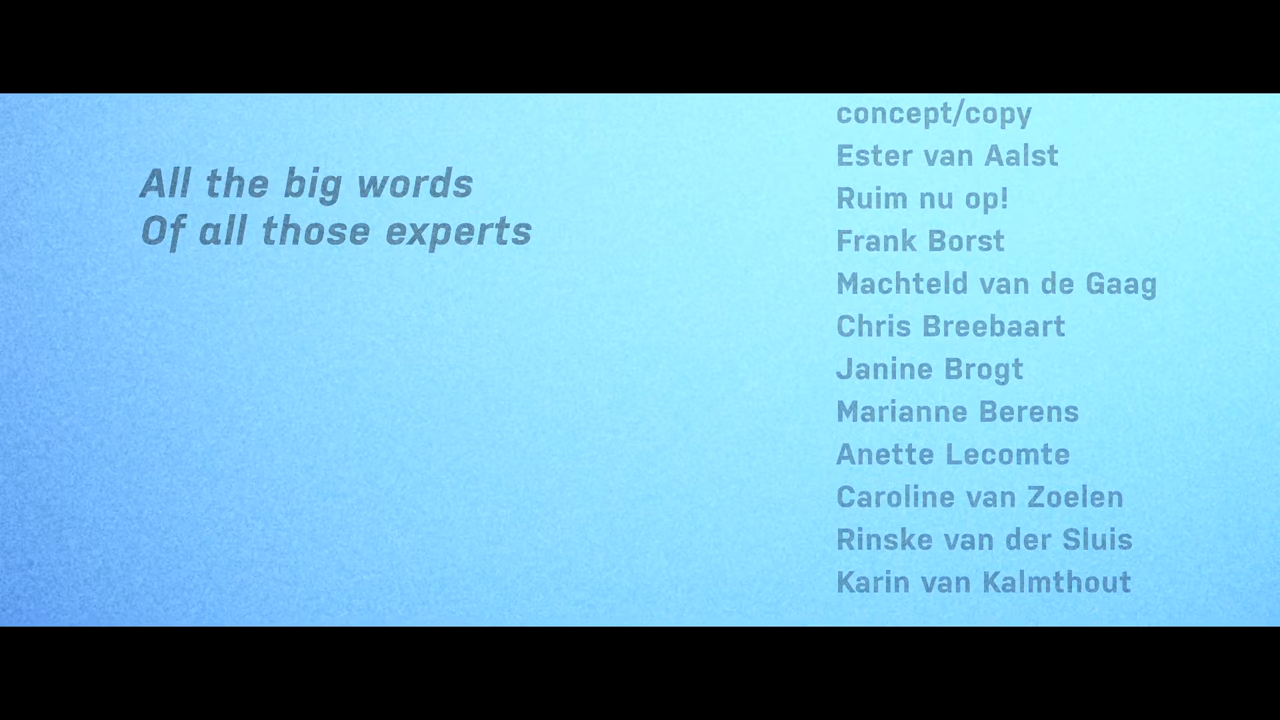 All the big words
Of all those experts
concept/copy
Ester van Aalst
Ruim nu op!
Frank Borst
Machteld van de Gaag
Chris Breebaart
Janine Brogt
Marianne Berens
Anette Lecomte
Caroline van Zoelen
Rinske van der Sluis
Karin van Kalmthout